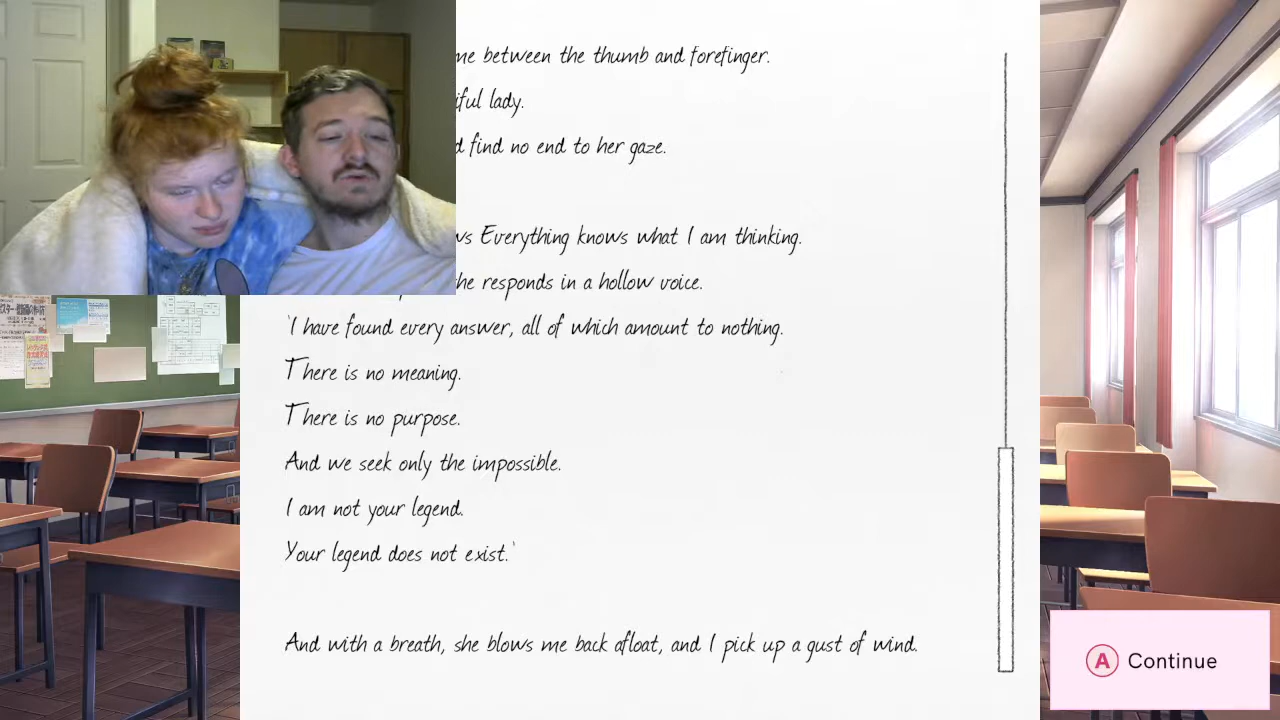 me between the thumb and forefinger.
iful lady.
d find no end to her gaze.
ws Everything knows what I am thinking.
he responds in a hollow voice.
'I have found every answer, all of which amount to nothing.
There is no meaning.
There is no purpose.
And we seek only the impossible.
I am not your legend.
Your legend does not exist.'
And with a breath, she blows me back afloat, and I pick up a gust of wind.
A Continue